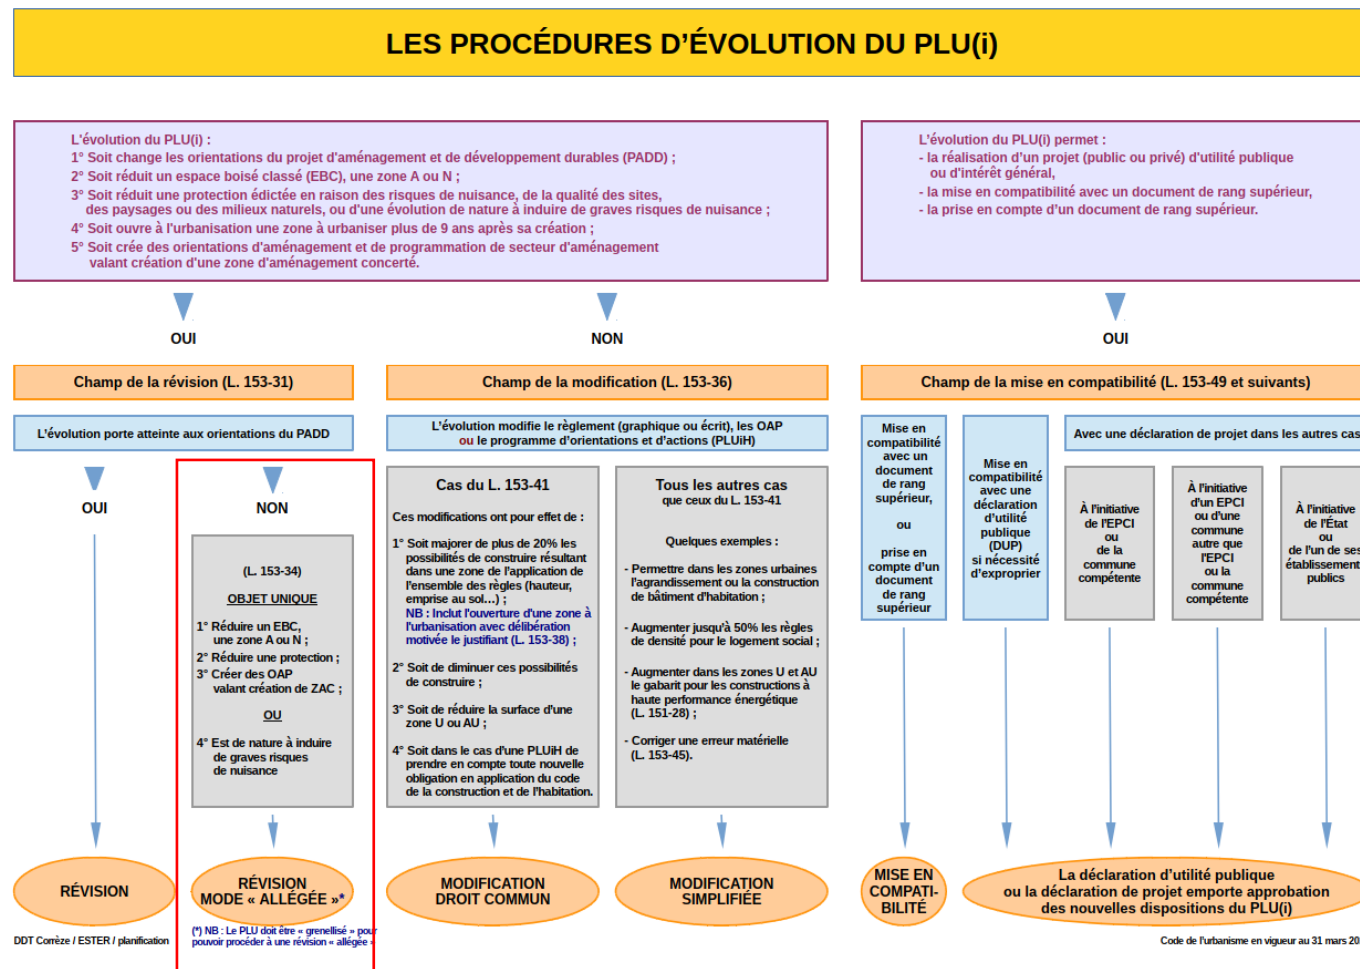 LES PROCÉDURES D'ÉVOLUTION DU PLU(i)
L'évolution du PLU(i) :
1° Soit change les orientations du projet d'aménagement et de développement durables (PADD) ;
2° Soit réduit un espace boisé classé (EBC), une zone A ou N ;
3° Soit réduit une protection édictée en raison des risques de nuisance, de la qualité des sites,
des paysages ou des milieux naturels, ou d'une évolution de nature à induire de graves risques de nuisance ;
4° Soit ouvre à l'urbanisation une zone à urbaniser plus de 9 ans après sa création ;
5° Soit crée des orientations d'aménagement et de programmation de secteur d'aménagement
valant création d'une zone d'aménagement concerté.
L'évolution du PLU(i) permet :
- la réalisation d'un projet (public ou privé) d'utilité publique
ou d'intérêt général,
- la mise en compatibilité avec un document de rang supérieur,
- la prise en compte d'un document de rang supérieur.
OUI
NON
OUI
Champ de la révision (L. 153-31)
Champ de la modification (L. 153-36)
Champ de la mise en compatibilité (L. 153-49 et suivants)
L'évolution porte atteinte aux orientations du PADD
OUI
NON
(L. 153-34)
OBJET UNIQUE
1° Réduire un EBC,
une zone A ou N ;
2° Réduire une protection ;
3° Créer des OAP
valant création de ZAC ;
OU
4° Est de nature à induire
de graves risques
de nuisance
L'évolution modifie le règlement (graphique ou écrit), les OAP
ou le programme d'orientations et d'actions (PLUiH)
Cas du L. 153-41
Ces modifications ont pour effet de :
1° Soit majorer de plus de 20% les
possibilités de construire résultant
dans une zone de l'application de
l'ensemble des règles (hauteur,
emprise au sol…) ;
NB : Inclut l'ouverture d'une zone à
l'urbanisation avec délibération
motivée le justifiant (L. 153-38) ;
2° Soit de diminuer ces possibilités
de construire ;
3° Soit de réduire la surface d'une
zone U ou AU ;
4° Soit dans le cas d'une PLUiH de
prendre en compte toute nouvelle
obligation en application du code
de la construction et de l'habitation.
Tous les autres cas
que ceux du L. 153-41
Quelques exemples :
- Permettre dans les zones urbaines
l'agrandissement ou la construction
de bâtiment d'habitation ;
- Augmenter jusqu'à 50% les règles
de densité pour le logement social ;
- Augmenter dans les zones U et AU
le gabarit pour les constructions à
haute performance énergétique
(L. 151-28) ;
- Corriger une erreur matérielle
(L. 153-45).
Mise en
compatibilité
avec un
document
de rang
supérieur,
ou
prise en
compte d'un
document
de rang
supérieur
Mise en
compatibilité
avec une
déclaration
d'utilité
publique
(DUP)
si nécessité
d'exproprier
Avec une déclaration de projet dans les autres cas
À l'initiative
de l'EPCI
ou
de la
commune
compétente
À l'initiative
d'un EPCI
ou d'une
commune
autre que
l'EPCI
ou la
commune
compétente
À l'initiative
de l'État
ou
de l'un de ses
établissement
publics
RÉVISION
RÉVISION
MODE « ALLÉGÉE »*
MODIFICATION
DROIT COMMUN
MODIFICATION
SIMPLIFIÉE
MISE EN
COMPATI-
BILITÉ
La déclaration d'utilité publique
ou la déclaration de projet emporte approbation
des nouvelles dispositions du PLU(i)
DDT Corrèze / ESTER / planification
(*) NB : Le PLU doit être « grenellisé » pour
pouvoir procéder à une révision « allégée »
Code de l'urbanisme en vigueur au 31 mars 20